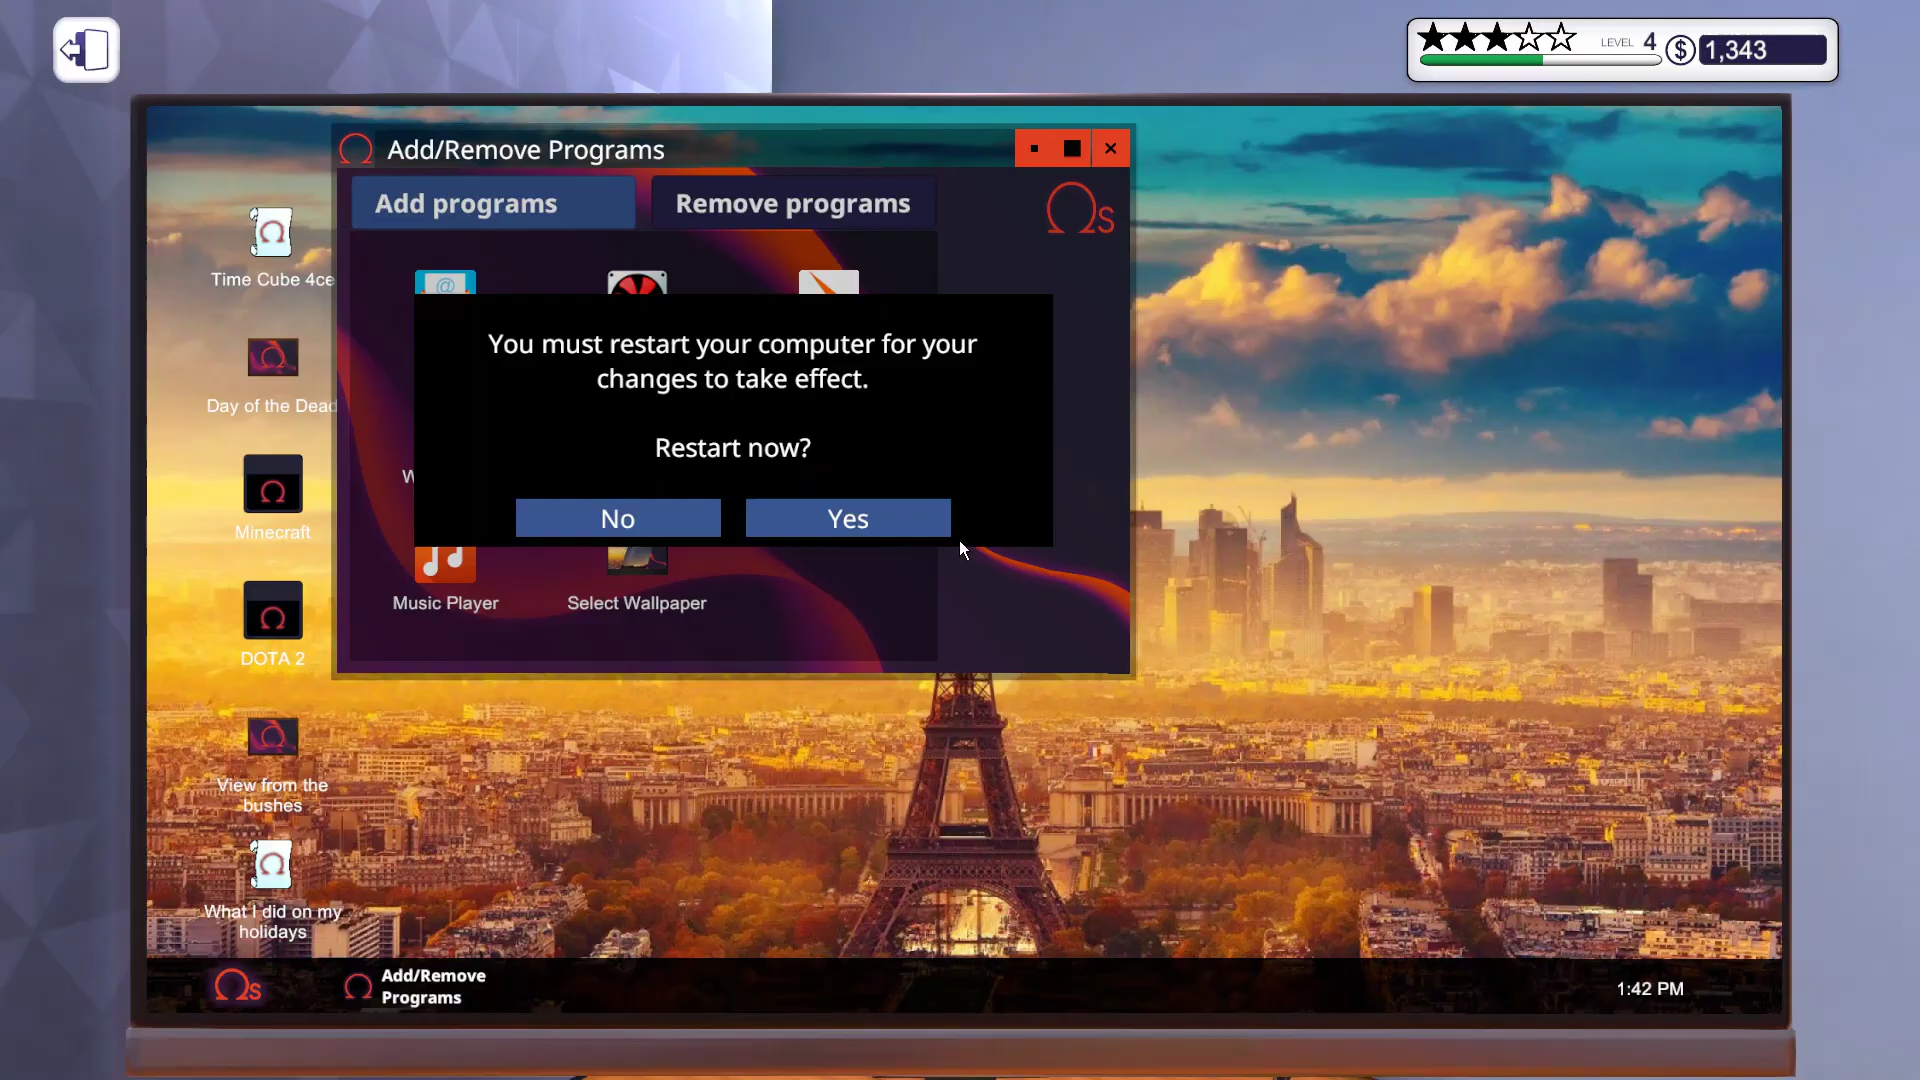 LEVEL 4
$ 1,343
Add/Remove Programs
Add programs
Remove programs
Ωs
Time Cube 4ce
Day of the Dead
Minecraft
DOTA 2
View from the
bushes
What I did on my
holidays
@
You must restart your computer for your
changes to take effect.
Restart now?
No
Yes
Music Player
Select Wallpaper
Ωs
Add/Remove
Programs
1:42 PM